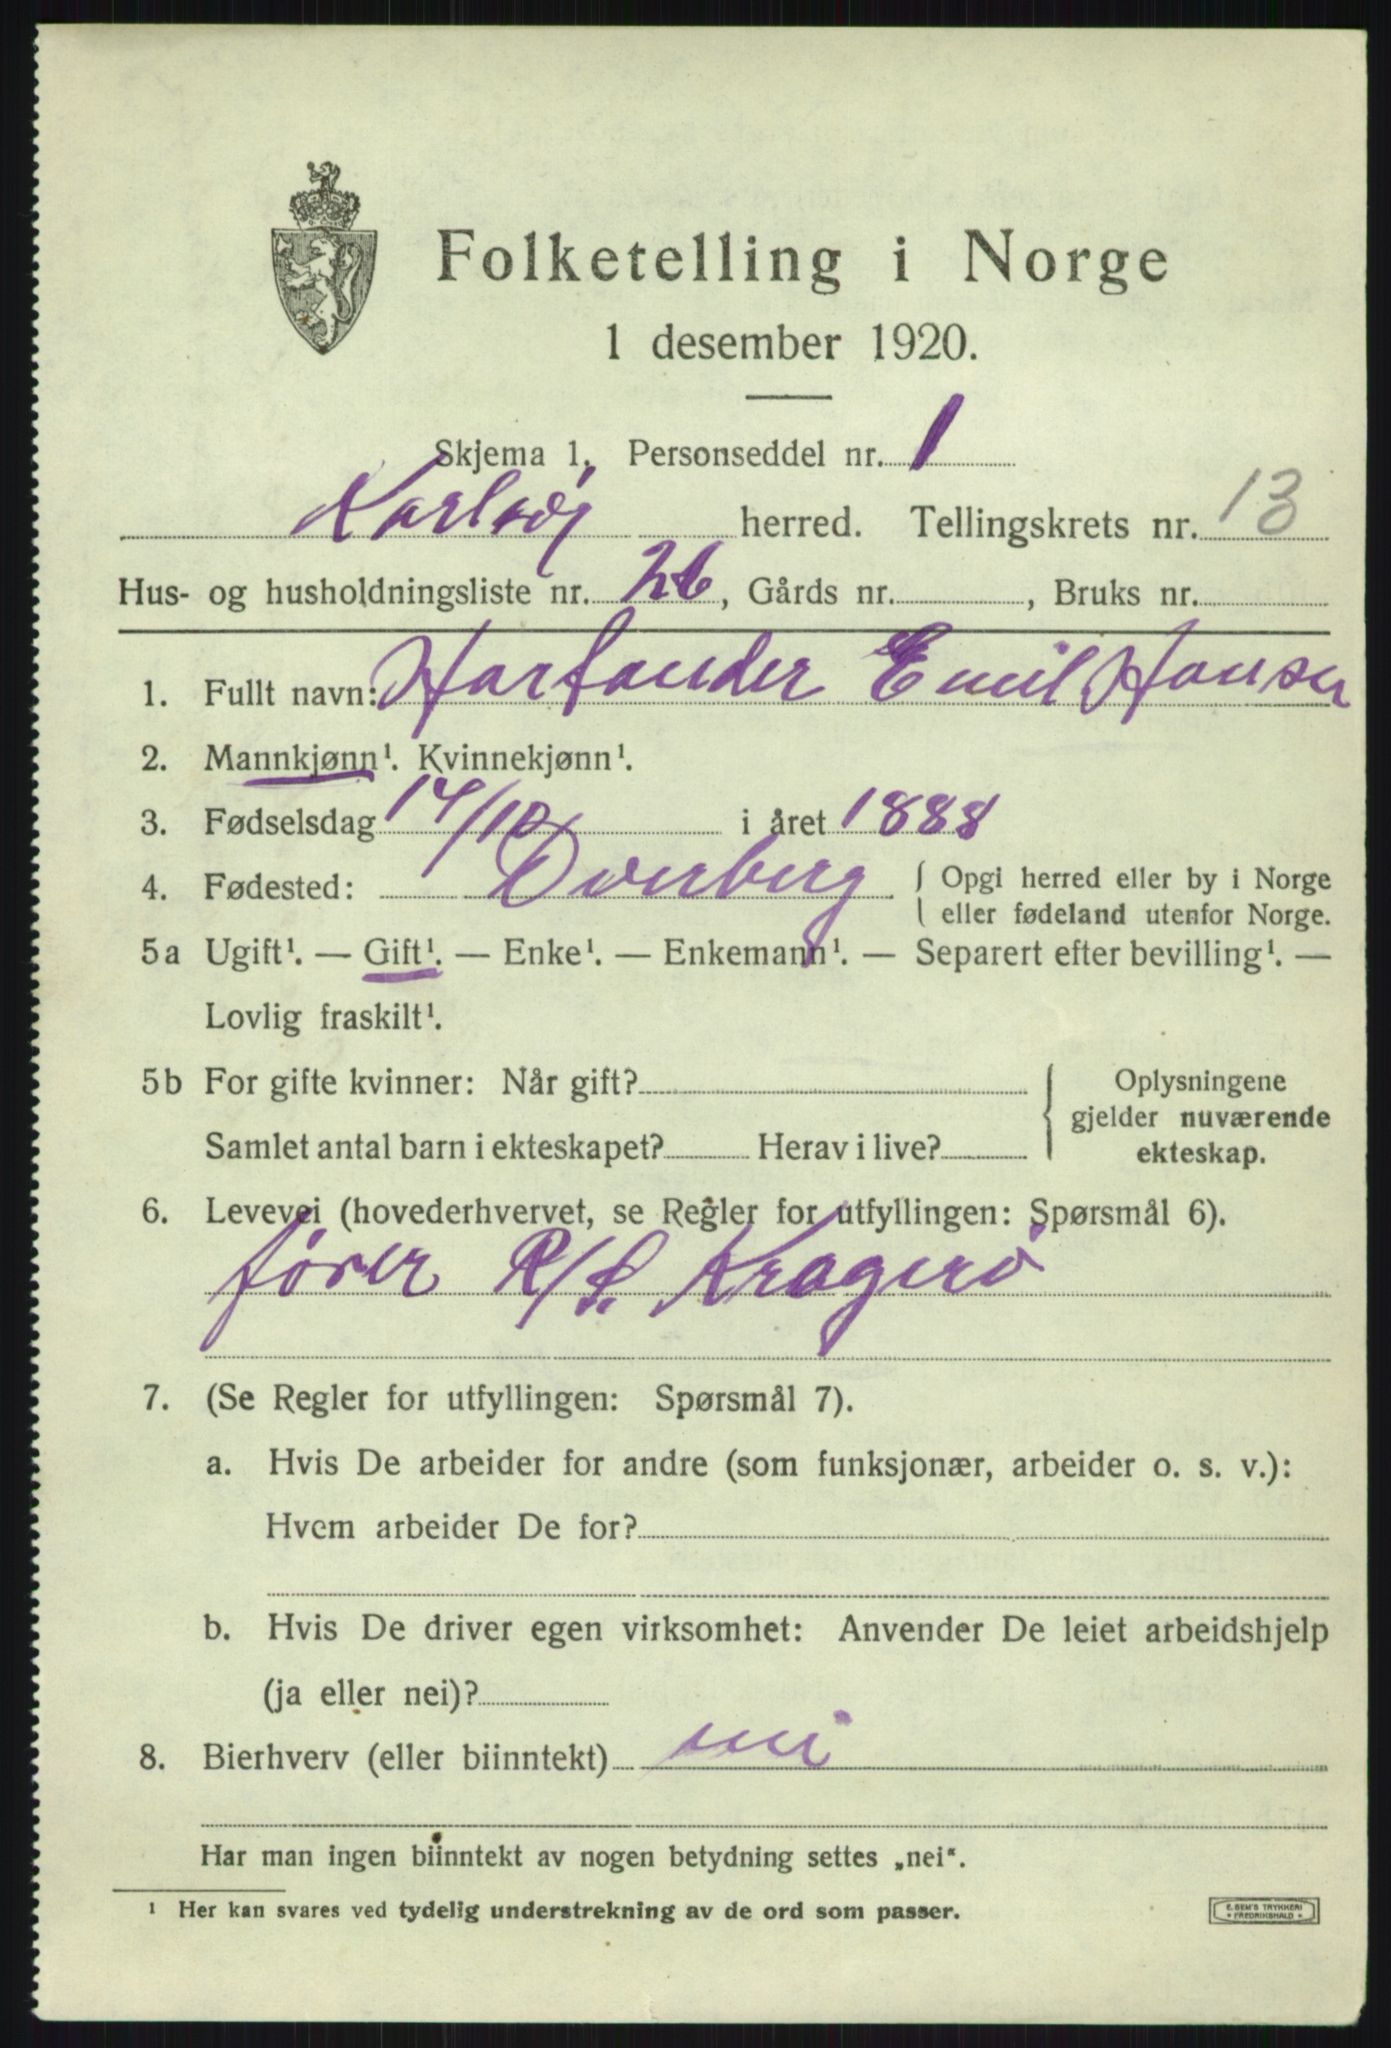 Folketelling i Norge
1 desember 1920.
Skjema 1. Personseddel nr. 1
Karlsöy herred. Tellingskrets nr. 13
Hus- og husholdningsliste nr. 26, Gårds nr. , Bruks nr.
1. Fullt navn: Emil Hansen
2. Mannkjønn¹. Kvinnekjønn¹.
3. Fødselsdag 14/10 i året 1888
4. Fødested: Dverberg { Opgi herred eller by i Norge
eller fødeland utenfor Norge.
5a Ugift¹. — Gift¹. — Enke¹. — Enkemann¹. — Separert efter bevilling¹. —
Lovlig fraskilt¹.
5b For gifte kvinner: Når gift? { Oplysningene
gjelder nuværende
Samlet antal barn i ekteskapet? Herav i live? ekteskap.
6. Levevei (hovederhvervet, se Regler for utfyllingen: Spørsmål 6).
fører R/S Kragerö
7. (Se Regler for utfyllingen: Spørsmål 7).
a. Hvis De arbeider for andre (som funksjonær, arbeider o. s. v.):
Hvem arbeider De for?
b. Hvis De driver egen virksomhet: Anvender De leiet arbeidshjelp
(ja eller nei)?
8. Bierhverv (eller biinntekt) nei
Har man ingen biinntekt av nogen betydning settes „nei".
¹ Her kan svares ved tydelig understrekning av de ord som passer.
E. SEM'S TRYKKERI
* FREDRIKSHALD *